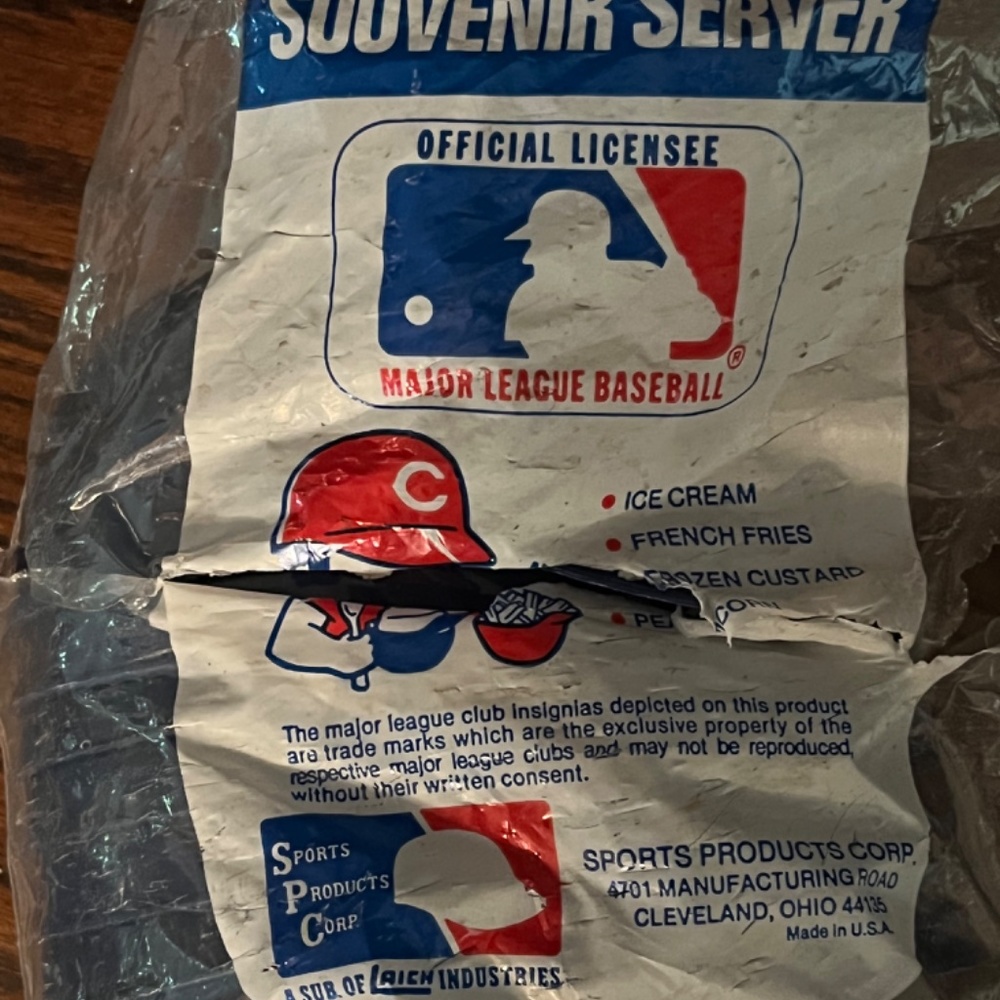 SOUVENIR SERVER
OFFICIAL LICENSEE
MAJOR LEAGUE BASEBALL®
C
• ICE CREAM
• FRENCH FRIES
FROZEN CUSTARD
The major league club insignias depicted on this product
are trade marks which are the exclusive property of the
respective major league clubs and may not be reproduced,
without their written consent.
SPORTS
PRODUCTS
CORP.
A SUB. OF LAICH INDUSTRIES
SPORTS PRODUCTS CORP.
4701 MANUFACTURING ROAD
CLEVELAND, OHIO 44135
Made in U.S.A.